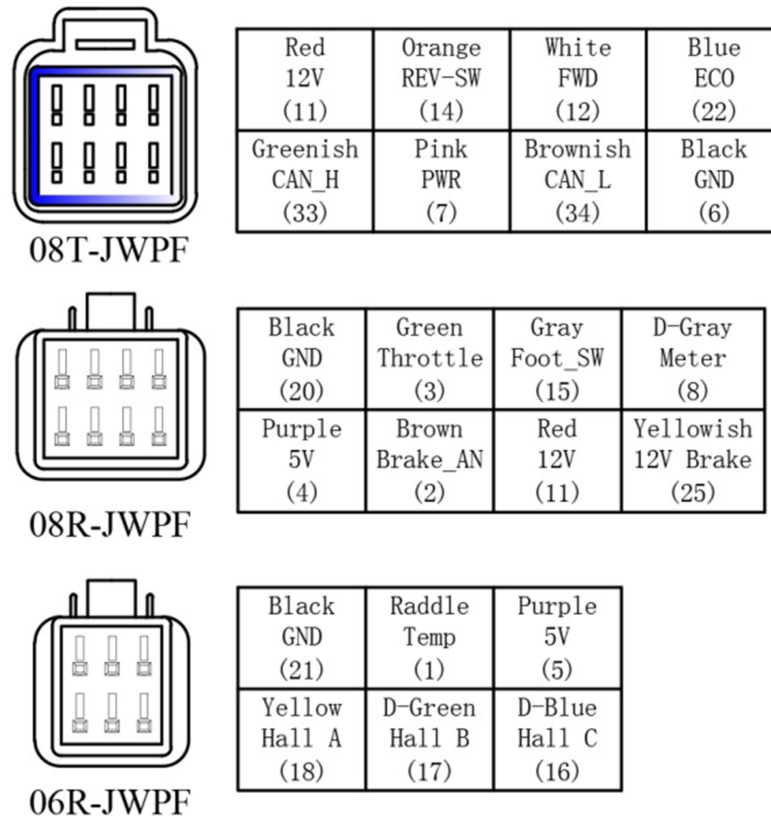 Red Orange White Blue
12V REV-SW FWD ECO
(11) (14) (12) (22)
Greenish Pink Brownish Black
CAN_H PWR CAN_L GND
(33) (7) (34) (6)
08T-JWPF
Black Green Gray D-Gray
GND Throttle Foot_SW Meter
(20) (3) (15) (8)
Purple Brown Red Yellowish
5V Brake_AN 12V 12V Brake
(4) (2) (11) (25)
08R-JWPF
Black Raddle Purple
GND Temp 5V
(21) (1) (5)
Yellow D-Green D-Blue
Hall A Hall B Hall C
(18) (17) (16)
06R-JWPF